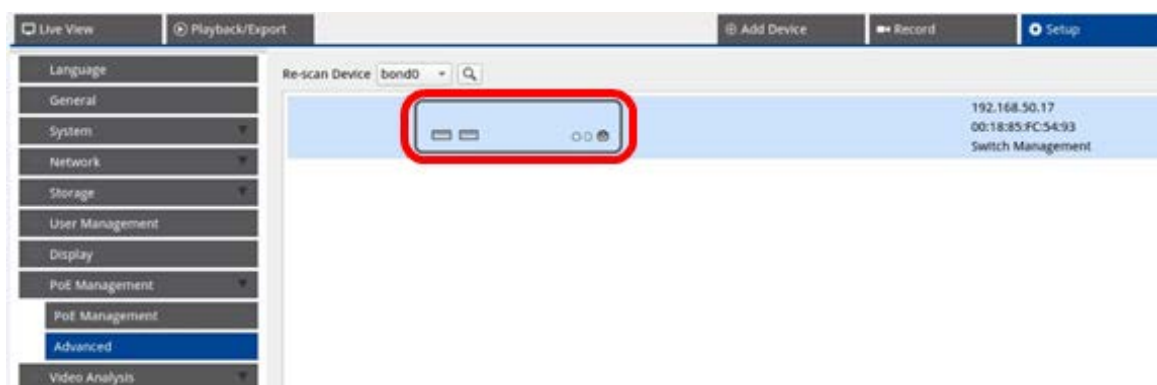 Live View
Playback/Export
Add Device
Record
Setup
Language
General
System
Network
Storage
User Management
Display
PoE Management
PoE Management
Advanced
Video Analysis
Re-scan Device bond0
192.168.50.17
00:18:85:FC:54:93
Switch Management